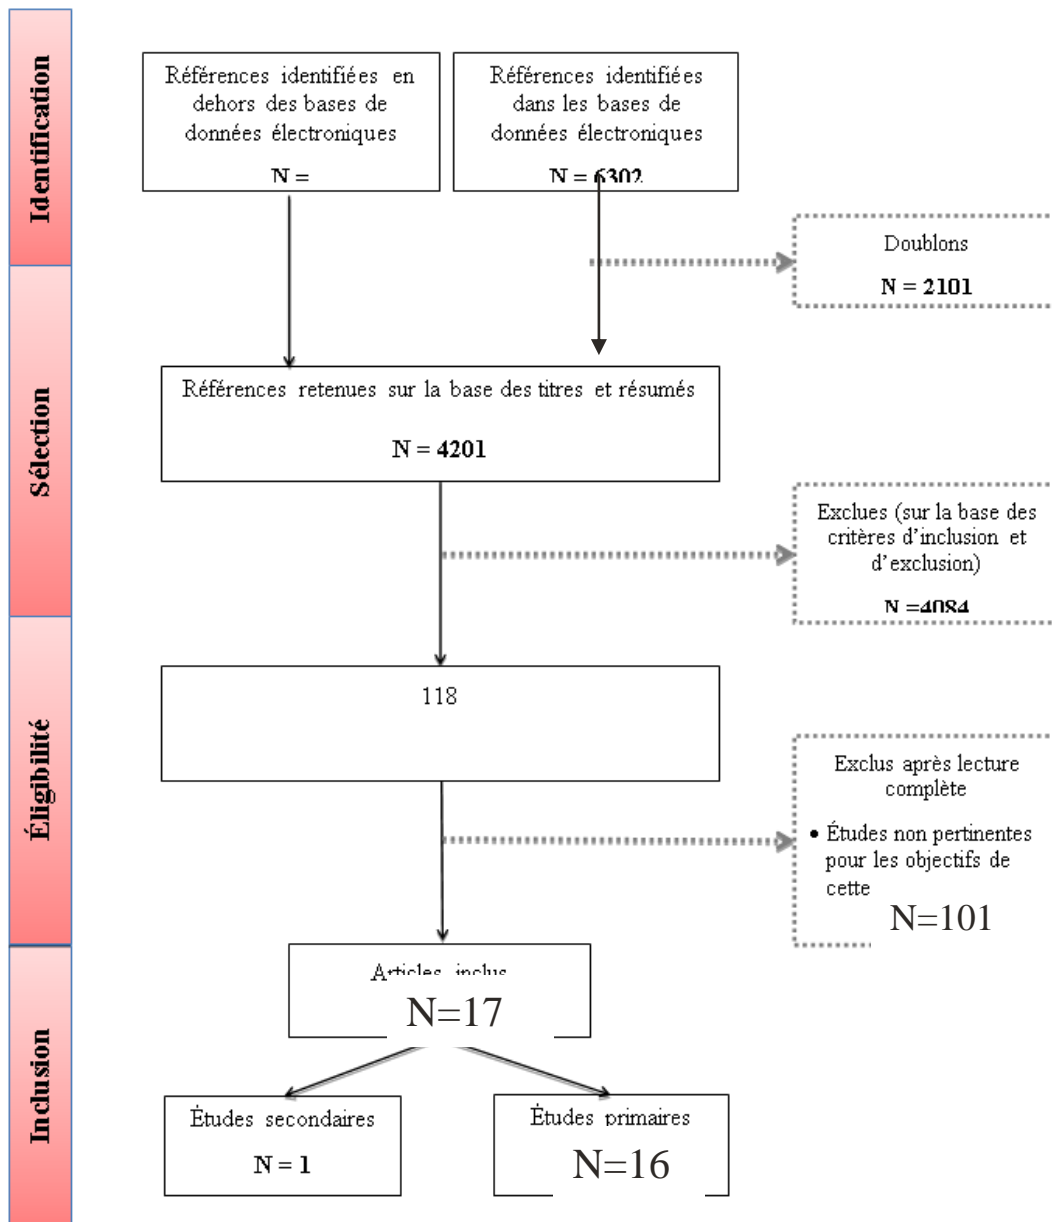 Identification
Références identifiées en
dehors des bases de
données électroniques
N =
Références identifiées
dans les bases de
données électroniques
N = 6302
Doublons
N = 2101
Sélection
Références retenues sur la base des titres et résumés
N = 4201
Exclues (sur la base des
critères d'inclusion et
d'exclusion)
N =4084
Éligibilité
118
Exclus après lecture
complète
• Études non pertinentes
pour les objectifs de
cette
N=101
Inclusion
Articles inclus
N=17
Études secondaires
N = 1
Études primaires
N=16